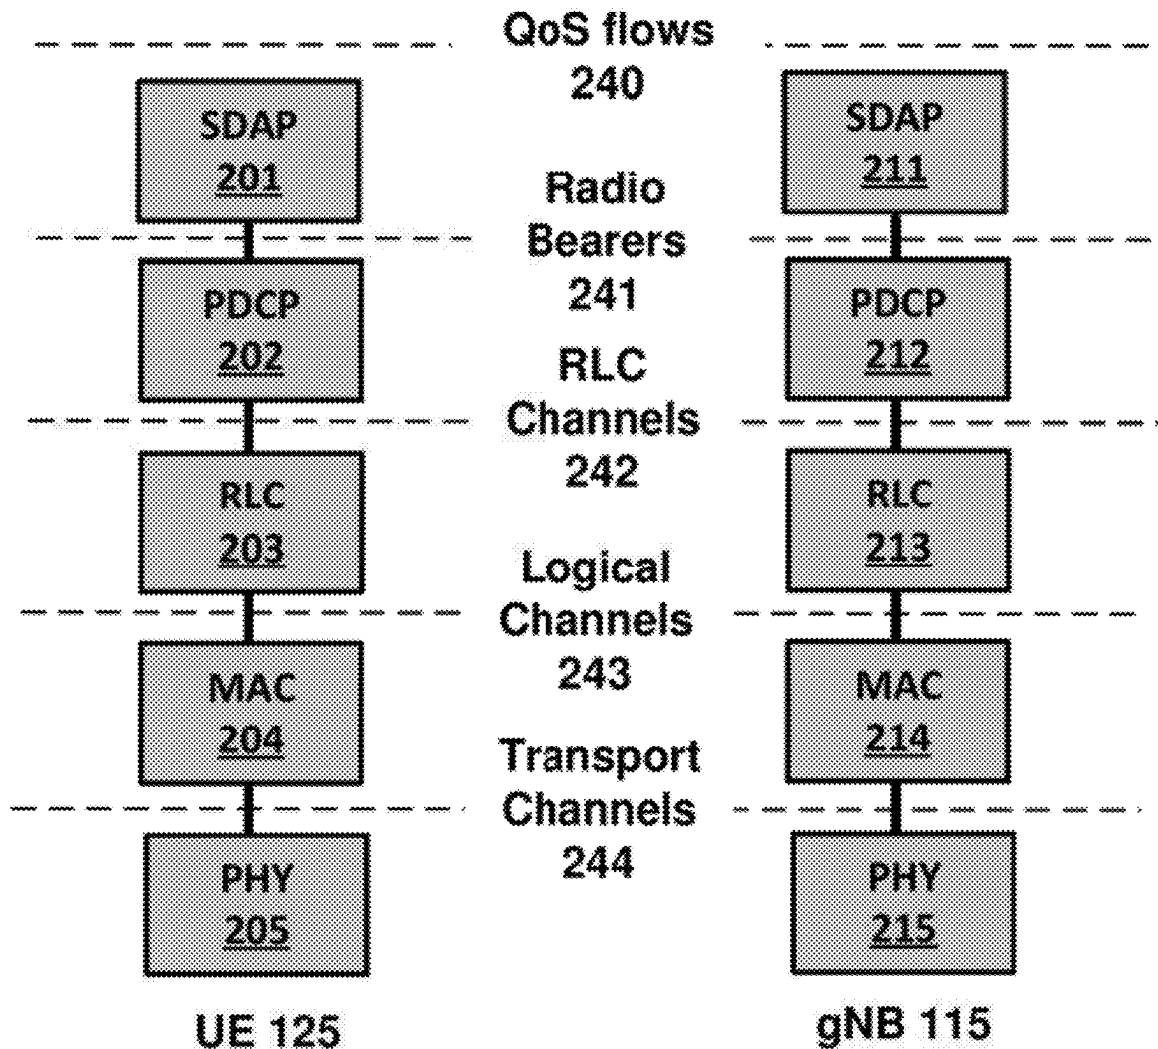 QoS flows
240
SDAP
201
SDAP
211
Radio
Bearers
241
PDCP
202
PDCP
212
RLC
Channels
242
RLC
203
RLC
213
Logical
Channels
243
MAC
204
MAC
214
Transport
Channels
244
PHY
205
PHY
215
UE 125
gNB 115